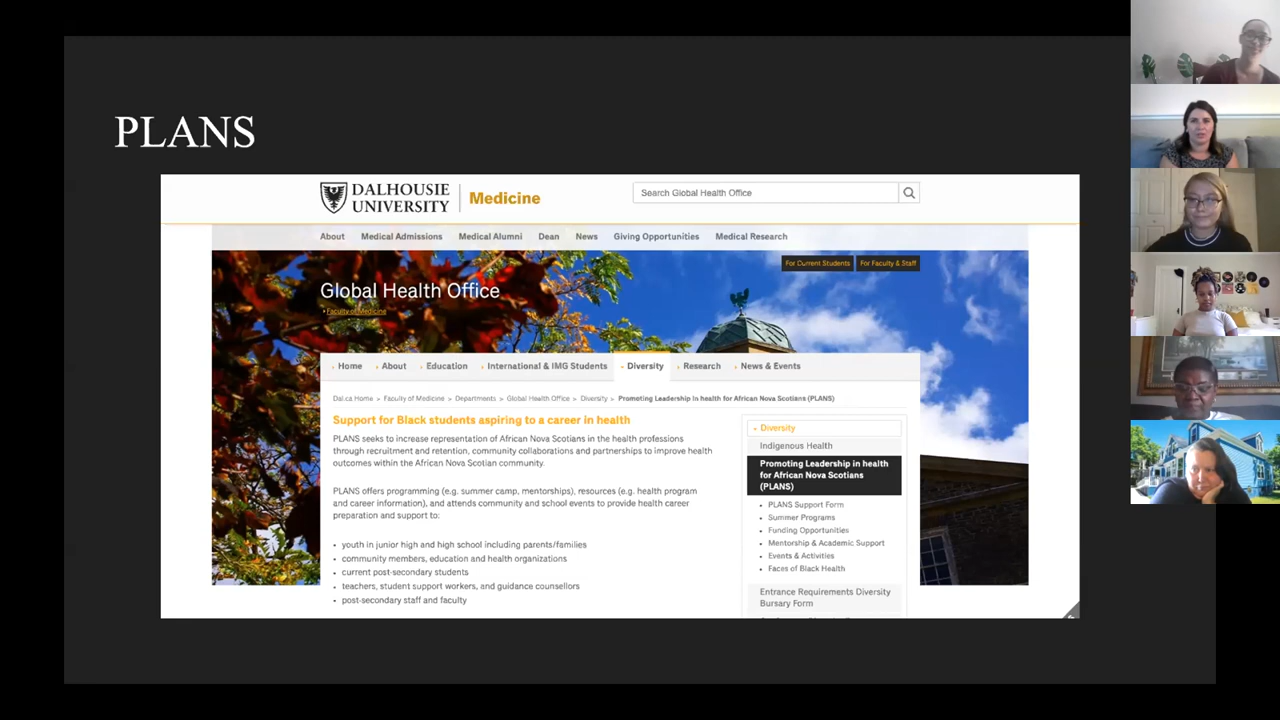 PLANS
DALHOUSIE
UNIVERSITY
Medicine
Search Global Health Office
About Medical Admissions Medical Alumni Dean News Giving Opportunities Medical Research
For Current Students For Faculty & Staff
Global Health Office
Faculty of Medicine
Home About Education International & IMG Students Diversity Research News & Events
Dal.ca Home > Faculty of Medicine > Departments > Global Health Office > Diversity > Promoting Leadership in health for African Nova Scotians (PLANS)
Support for Black students aspiring to a career in health
PLANS seeks to increase representation of African Nova Scotians in the health professions
through recruitment and retention, community collaborations and partnerships to improve health
outcomes within the African Nova Scotian community.
PLANS offers programming (e.g. summer camp, mentorships), resources (e.g. health program
and career information), and attends community and school events to provide health career
preparation and support to:
• youth in junior high and high school including parents/families
• community members, education and health organizations
• current post-secondary students
• teachers, student support workers, and guidance counsellors
• post-secondary staff and faculty
Diversity
Indigenous Health
Promoting Leadership in health
for African Nova Scotians
(PLANS)
• PLANS Support Form
• Summer Programs
• Funding Opportunities
• Mentorship & Academic Support
• Events & Activities
• Faces of Black Health
Entrance Requirements Diversity
Bursary Form